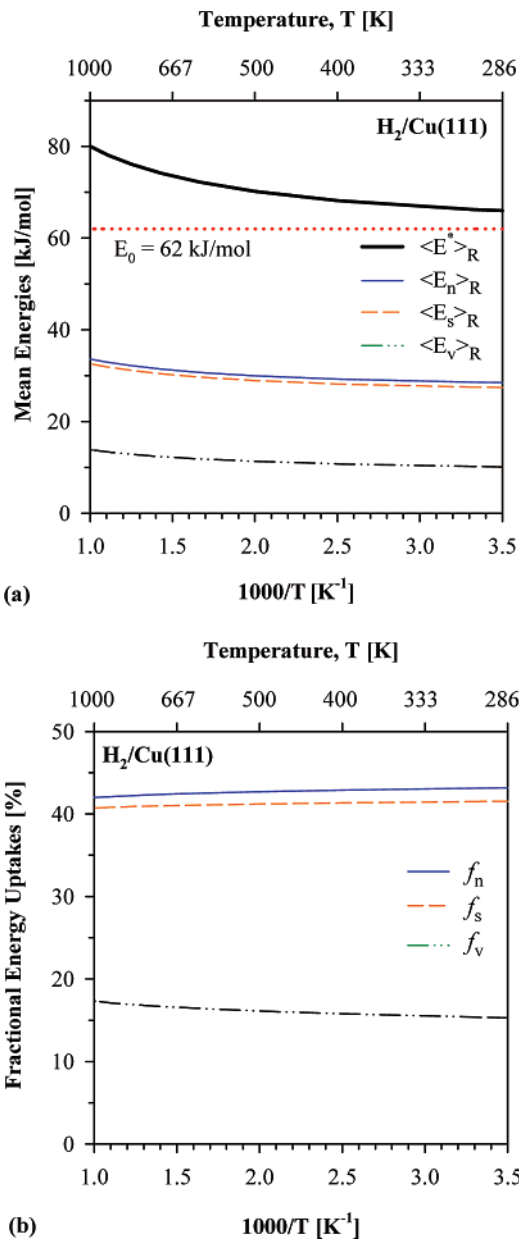 Temperature, T [K]
1000 667 500 400 333 286
H₂/Cu(111)
80
60
40
20
0
Mean Energies [kJ/mol]
E₀ = 62 kJ/mol
<E*>R
<Eₙ>R
<Eₛ>R
<Eᵥ>R
1.0 1.5 2.0 2.5 3.0 3.5
(a)
1000/T [K⁻¹]
Temperature, T [K]
1000 667 500 400 333 286
H₂/Cu(111)
50
40
30
20
10
0
Fractional Energy Uptakes [%]
fₙ
fₛ
fᵥ
1.0 1.5 2.0 2.5 3.0 3.5
(b)
1000/T [K⁻¹]